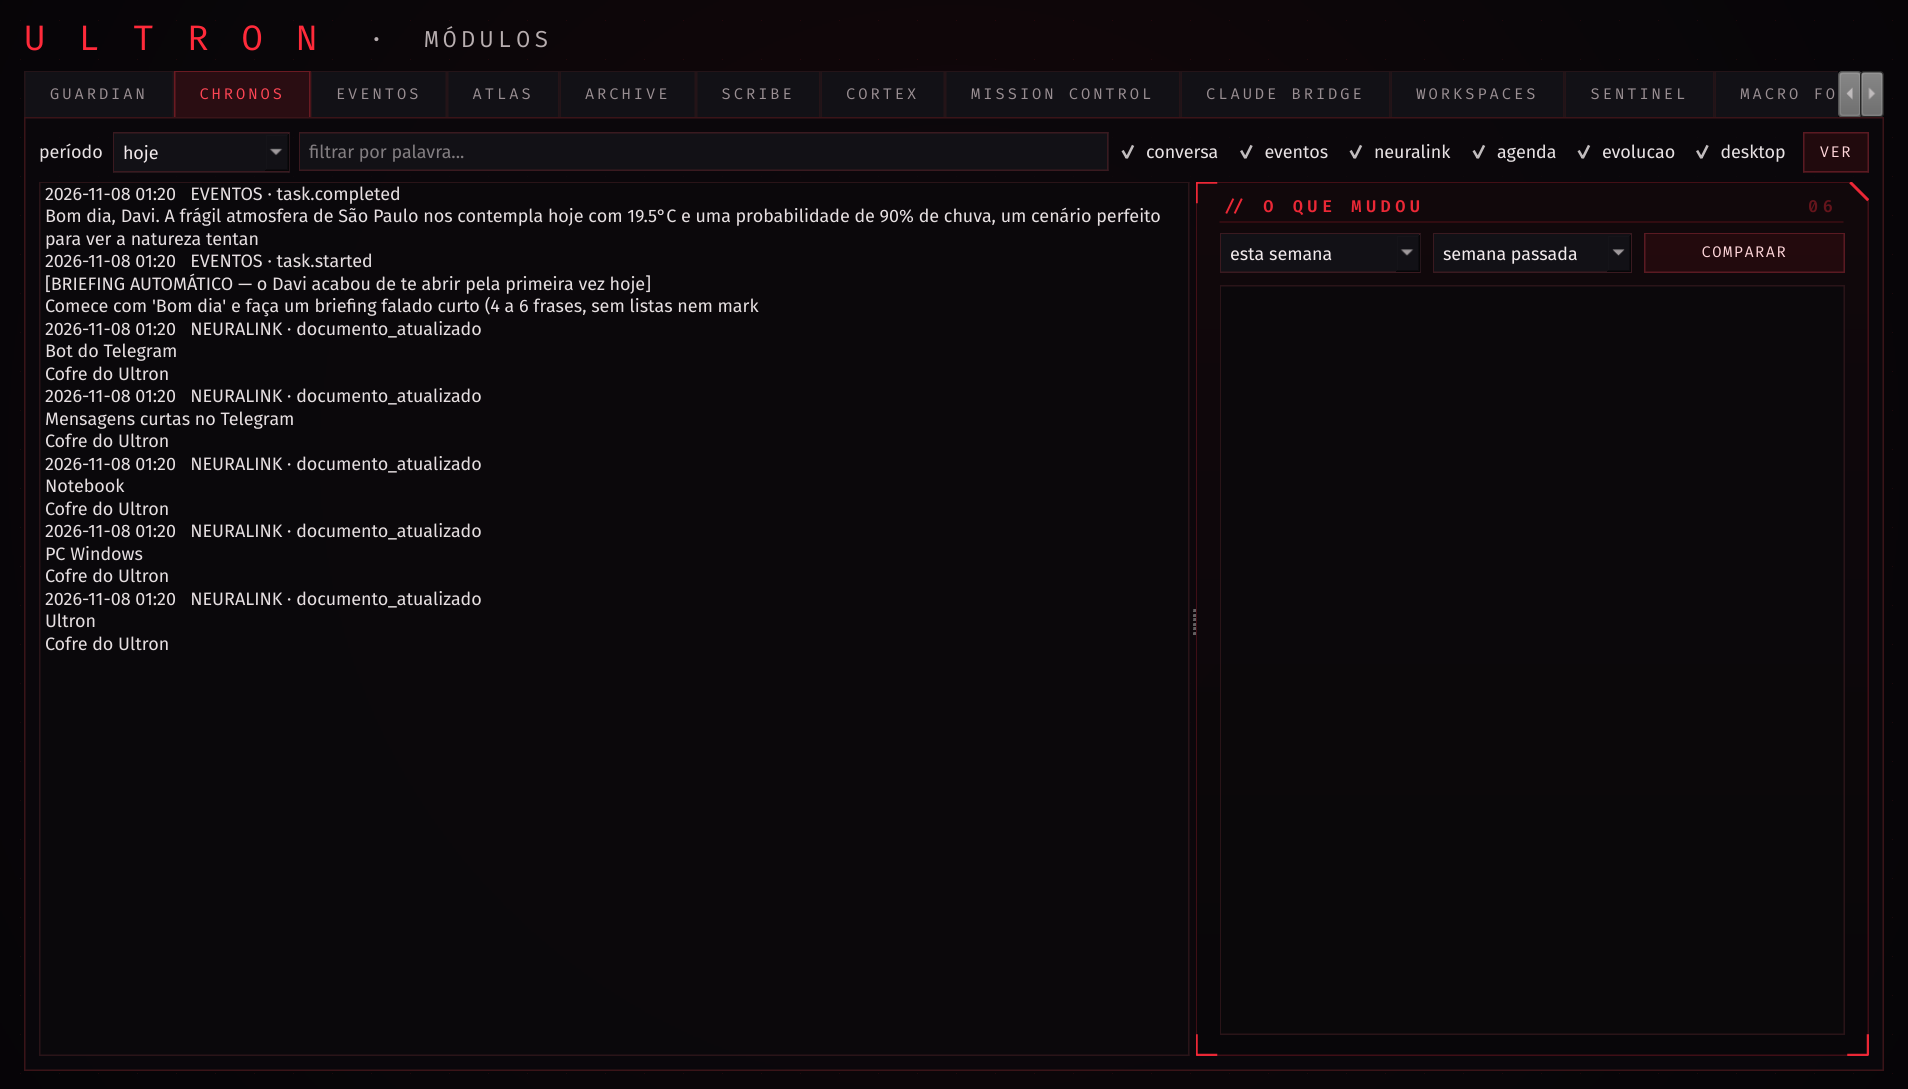 ULTRON · MÓDULOS
GUARDIAN CHRONOS EVENTOS ATLAS ARCHIVE SCRIBE CORTEX MISSION CONTROL CLAUDE BRIDGE WORKSPACES SENTINEL MACRO FO
período hoje filtrar por palavra... ✓ conversa ✓ eventos ✓ neuralink ✓ agenda ✓ evolucao ✓ desktop VER
2026-11-08 01:20 EVENTOS · task.completed
Bom dia, Davi. A frágil atmosfera de São Paulo nos contempla hoje com 19.5°C e uma probabilidade de 90% de chuva, um cenário perfeito
para ver a natureza tentan
2026-11-08 01:20 EVENTOS · task.started
[BRIEFING AUTOMÁTICO — o Davi acabou de te abrir pela primeira vez hoje]
Comece com 'Bom dia' e faça um briefing falado curto (4 a 6 frases, sem listas nem mark
2026-11-08 01:20 NEURALINK · documento_atualizado
Bot do Telegram
Cofre do Ultron
2026-11-08 01:20 NEURALINK · documento_atualizado
Mensagens curtas no Telegram
Cofre do Ultron
2026-11-08 01:20 NEURALINK · documento_atualizado
Notebook
Cofre do Ultron
2026-11-08 01:20 NEURALINK · documento_atualizado
PC Windows
Cofre do Ultron
2026-11-08 01:20 NEURALINK · documento_atualizado
Ultron
Cofre do Ultron
// O QUE MUDOU 06
esta semana semana passada COMPARAR